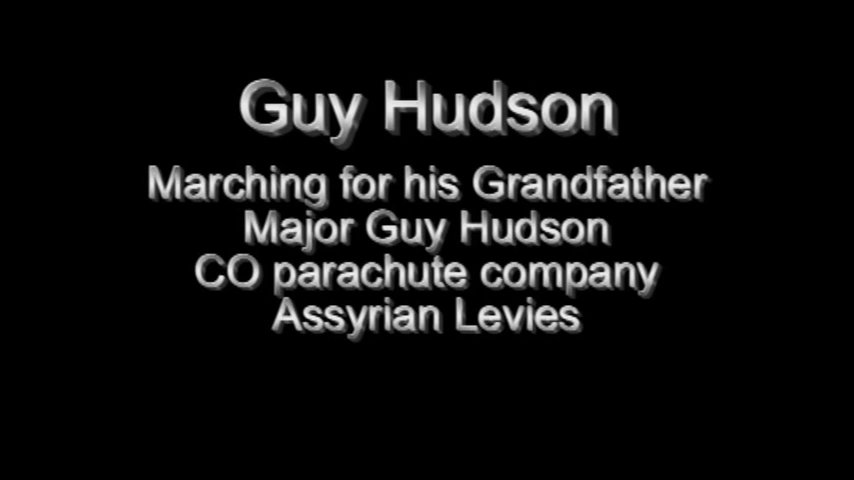 Guy Hudson
Marching for his Grandfather
Major Guy Hudson
CO parachute company
Assyrian Levies